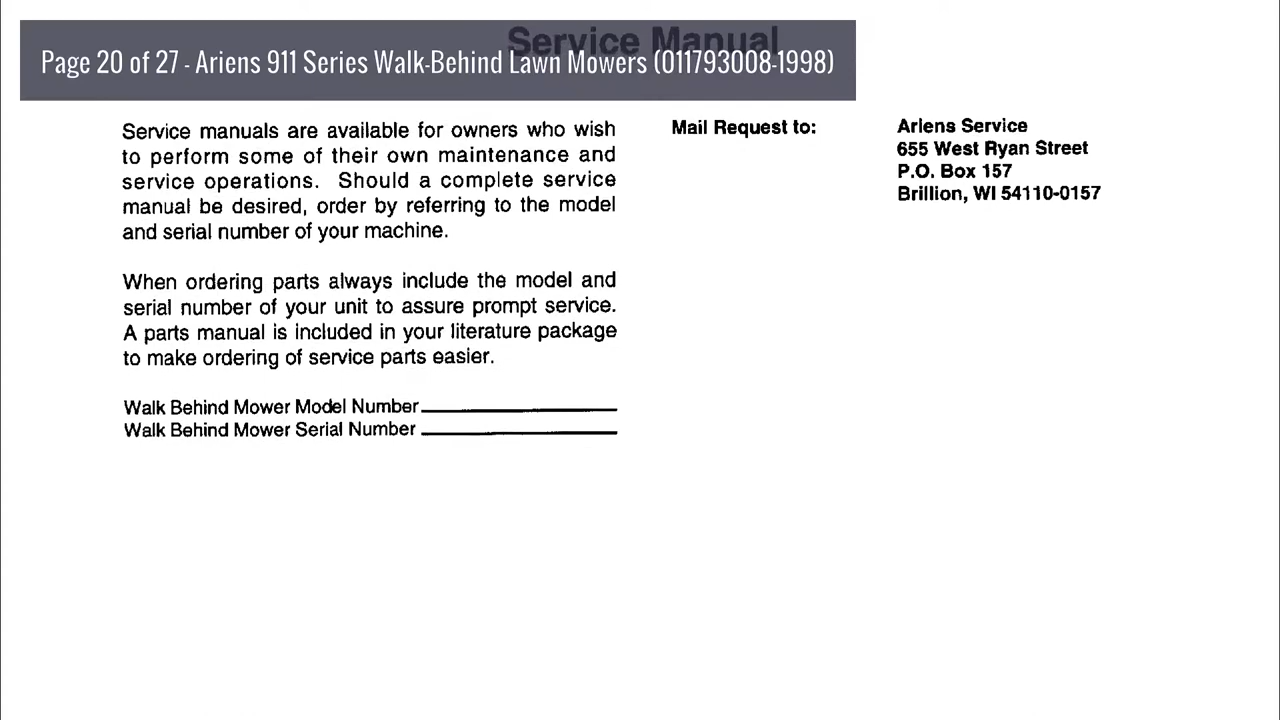 Service Manual
Page 20 of 27 - Ariens 911 Series Walk-Behind Lawn Mowers (011793008-1998)
Service manuals are available for owners who wish
to perform some of their own maintenance and
service operations. Should a complete service
manual be desired, order by referring to the model
and serial number of your machine.
When ordering parts always include the model and
serial number of your unit to assure prompt service.
A parts manual is included in your literature package
to make ordering of service parts easier.
Walk Behind Mower Model Number
Walk Behind Mower Serial Number
Mail Request to:
Ariens Service
655 West Ryan Street
P.O. Box 157
Brillion, WI 54110-0157